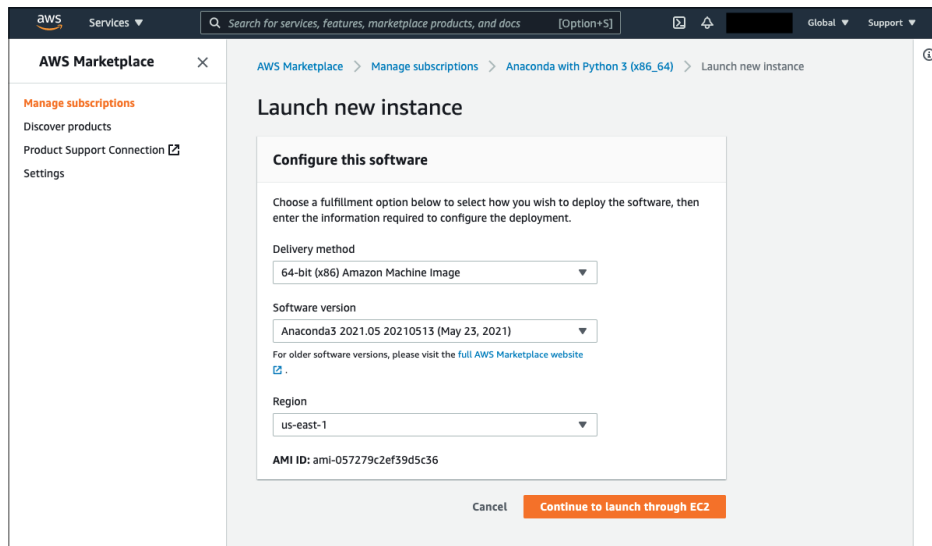 aws Services ▼ Search for services, features, marketplace products, and docs [Option+S] Global ▼ Support ▼
AWS Marketplace ×
Manage subscriptions
Discover products
Product Support Connection
Settings
AWS Marketplace > Manage subscriptions > Anaconda with Python 3 (x86_64) > Launch new instance
Launch new instance
Configure this software
Choose a fulfillment option below to select how you wish to deploy the software, then
enter the information required to configure the deployment.
Delivery method
64-bit (x86) Amazon Machine Image ▼
Software version
Anaconda3 2021.05 20210513 (May 23, 2021) ▼
For older software versions, please visit the full AWS Marketplace website
.
Region
us-east-1 ▼
AMI ID: ami-057279c2ef39d5c36
Cancel Continue to launch through EC2